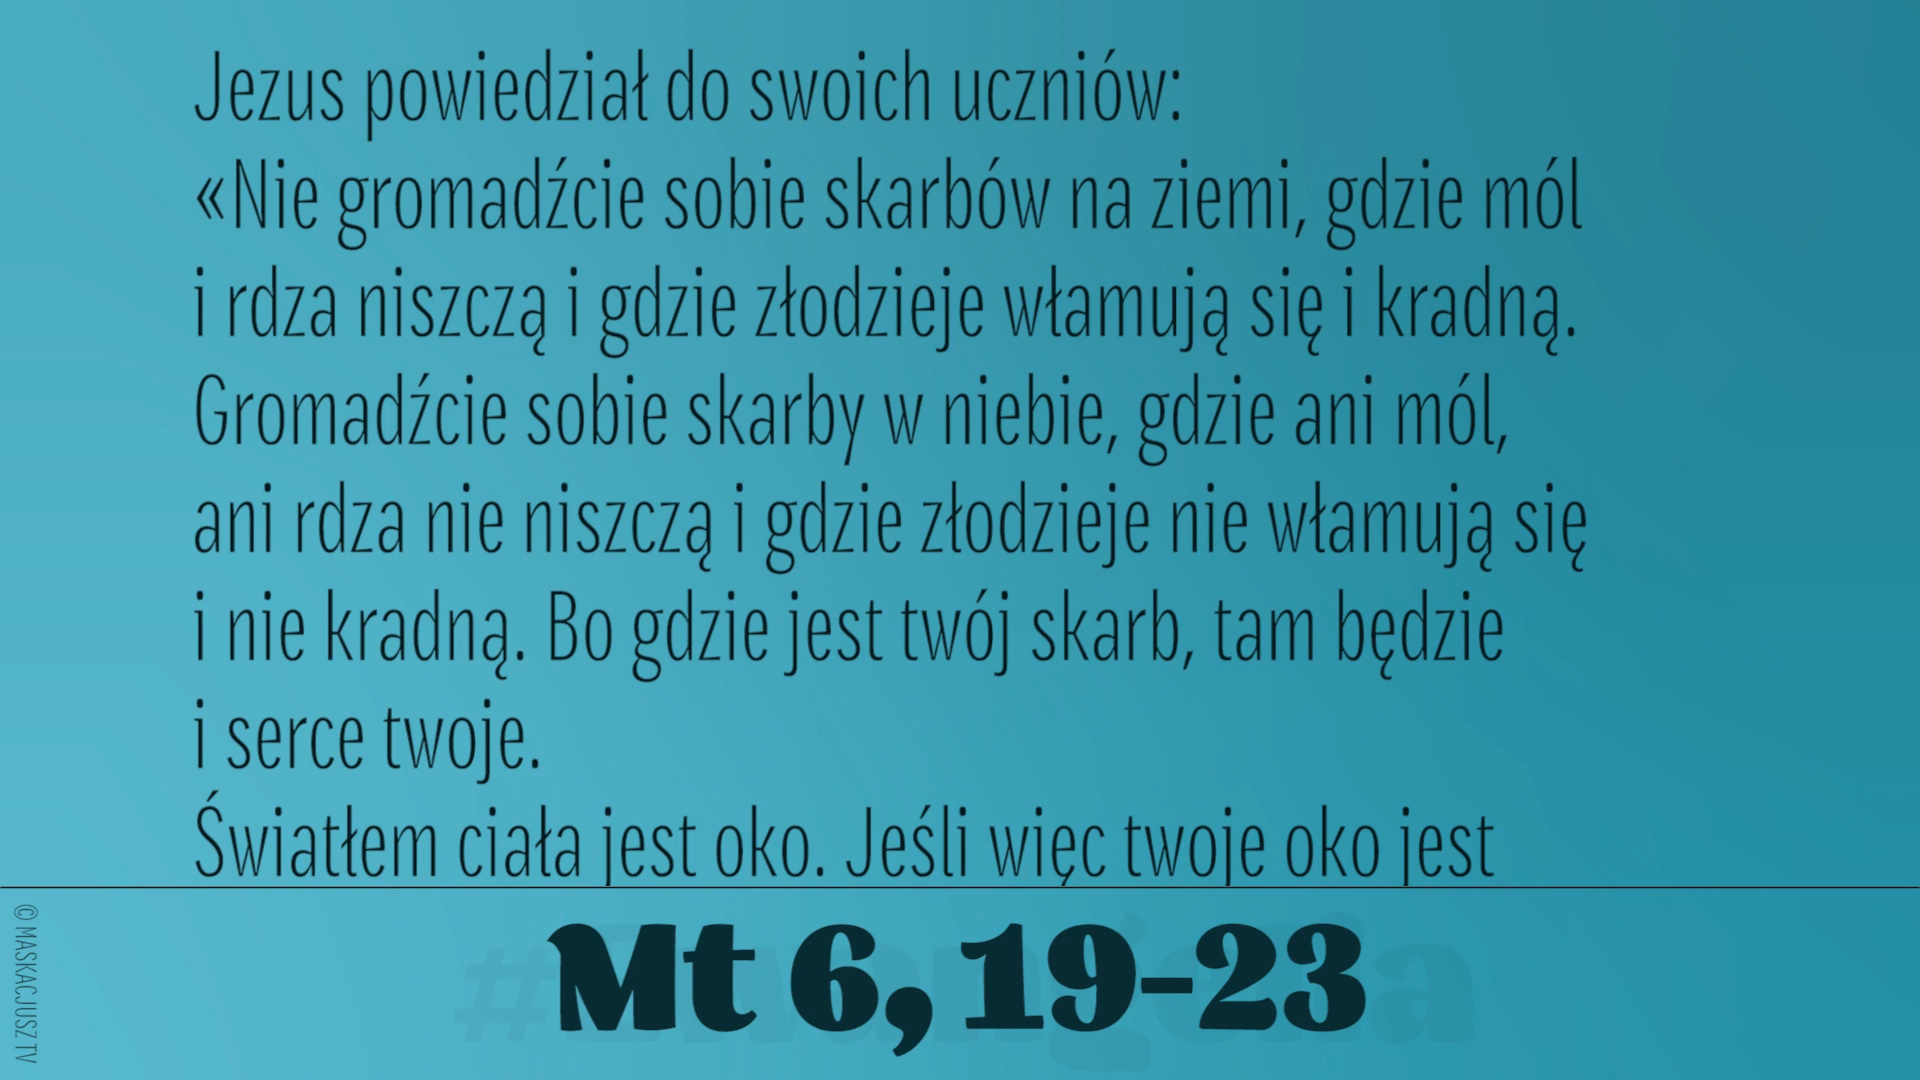 Jezus powiedział do swoich uczniów:
«Nie gromadźcie sobie skarbów na ziemi, gdzie mól
i rdza niszczą i gdzie złodzieje włamują się i kradną.
Gromadźcie sobie skarby w niebie, gdzie ani mól,
ani rdza nie niszczą i gdzie złodzieje nie włamują się
i nie kradną. Bo gdzie jest twój skarb, tam będzie
i serce twoje.
Światłem ciała jest oko. Jeśli więc twoje oko jest
#Ewangelia
Mt 6, 19-23
© MASKACJUSZ TV